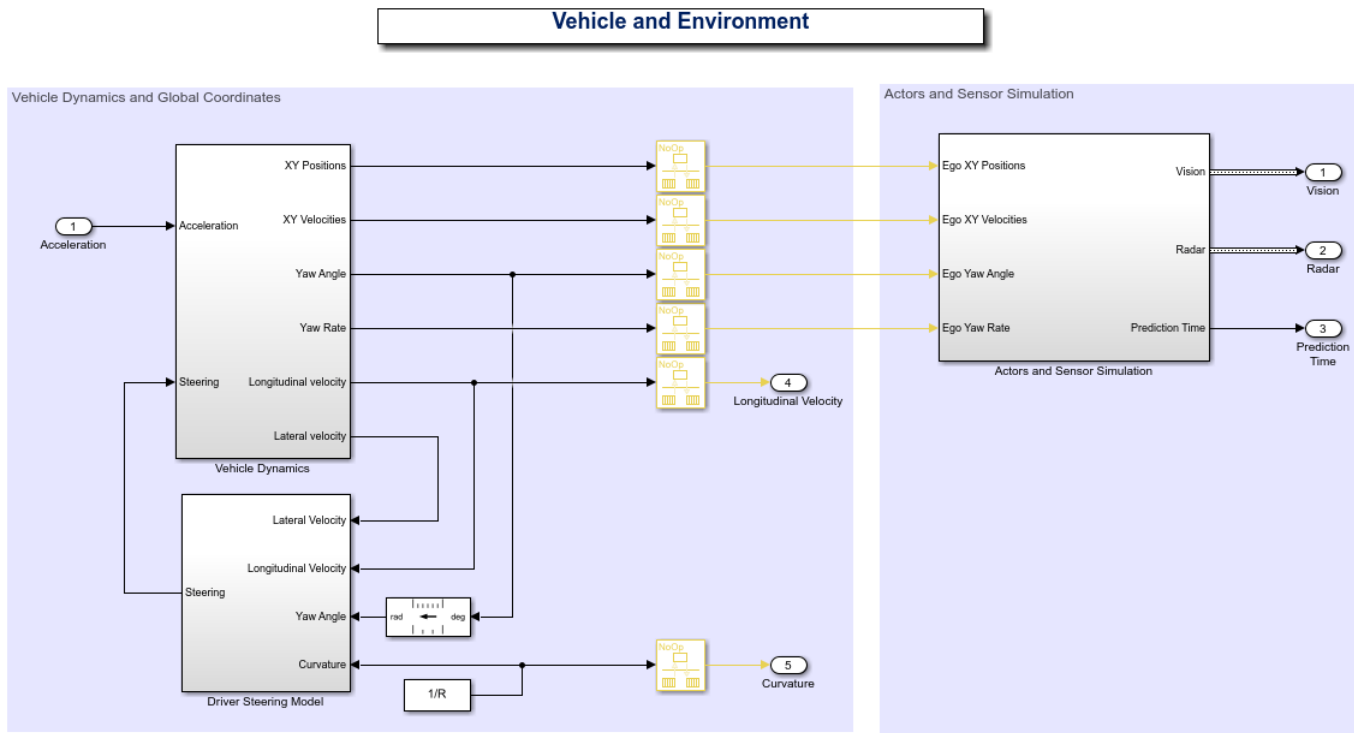 Vehicle and Environment
Vehicle Dynamics and Global Coordinates
Actors and Sensor Simulation
1
Acceleration
Acceleration
Steering
XY Positions
XY Velocities
Yaw Angle
Yaw Rate
Longitudinal velocity
Lateral velocity
Vehicle Dynamics
NoOp
NoOp
NoOp
NoOp
NoOp
4
Longitudinal Velocity
Ego XY Positions
Ego XY Velocities
Ego Yaw Angle
Ego Yaw Rate
Vision
Radar
Prediction Time
Actors and Sensor Simulation
1
Vision
2
Radar
3
Prediction
Time
Steering
Lateral Velocity
Longitudinal Velocity
Yaw Angle
Curvature
Driver Steering Model
rad
deg
1/R
NoOp
5
Curvature